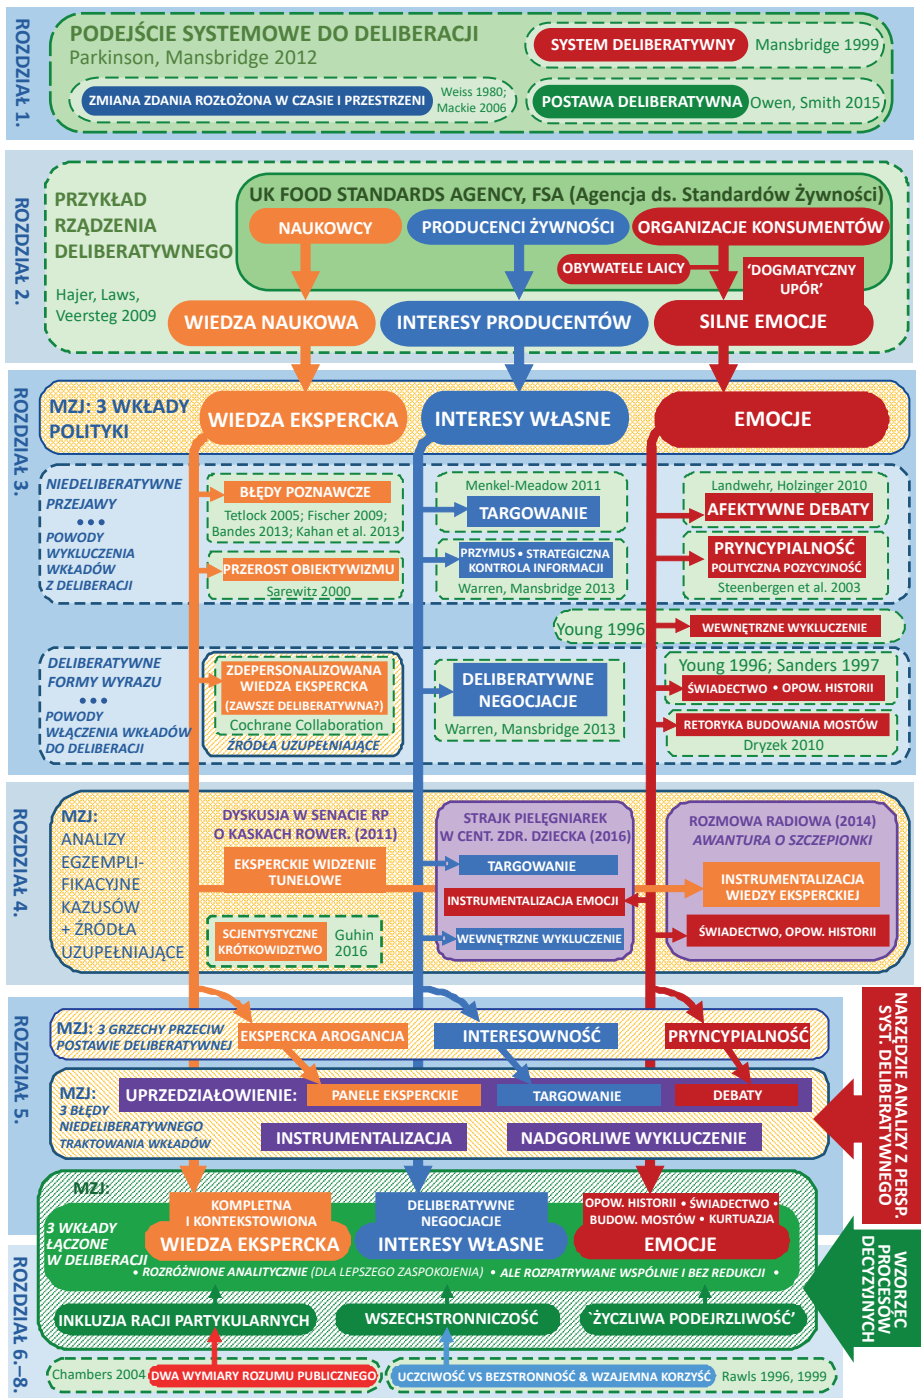 ROZDZIAŁ 1.
PODEJŚCIE SYSTEMOWE DO DELIBERACJI
Parkinson, Mansbridge 2012
SYSTEM DELIBERATYWNY
Mansbridge 1999
ZMIANA ZDANIA ROZŁOŻONA W CZASIE I PRZESTRZENI
Weiss 1980;
Mackie 2006
POSTAWA DELIBERATYWNA
Owen, Smith 2015
ROZDZIAŁ 2.
PRZYKŁAD
RZĄDZENIA
DELIBERATYWNEGO
Hajer, Laws,
Veersteg 2009
UK FOOD STANDARDS AGENCY, FSA (Agencja ds. Standardów Żywności)
NAUKOWCY
PRODUCENCI ŻYWNOŚCI
ORGANIZACJE KONSUMENTÓW
OBYWATELE LAICY
'DOGMATYCZNY
UPÓR'
WIEDZA NAUKOWA
INTERESY PRODUCENTÓW
SILNE EMOCJE
ROZDZIAŁ 3.
MZJ: 3 WKŁADY
POLITYKI
WIEDZA EKSPERCKA
INTERESY WŁASNE
EMOCJE
NIEDELIBERATYWNE
PRZEJAWY
•••
POWODY
WYKLUCZENIA
WKŁADÓW
Z DELIBERACJI
BŁĘDY POZNAWCZE
Tetlock 2005; Fischer 2009;
Bandes 2013; Kahan et al. 2013
PRZEROST OBIEKTYWIZMU
Sarewitz 2000
Menkel-Meadow 2011
TARGOWANIE
PRZYMUS • STRATEGICZNA
KONTROLA INFORMACJI
Warren, Mansbridge 2013
Landwehr, Holzinger 2010
AFEKTYWNE DEBATY
PRYNCYPIALNOŚĆ
POLITYCZNA POZYCYJNOŚĆ
Steenbergen et al. 2003
Young 1996
WEWNĘTRZNE WYKLUCZENIE
DELIBERATYWNE
FORMY WYRAZU
•••
POWODY
WŁĄCZENIA WKŁADÓW
DO DELIBERACJI
ZDEPERSONALIZOWANA
WIEDZA EKSPERCKA
(ZAWSZE DELIBERATYWNA?)
Cochrane Collaboration
ŹRÓDŁA UZUPEŁNIAJĄCE
DELIBERATYWNE
NEGOCJACJE
Warren, Mansbridge 2013
Young 1996; Sanders 1997
ŚWIADECTWO • OPOW. HISTORII
RETORYKA BUDOWANIA MOSTÓW
Dryzek 2010
ROZDZIAŁ 4.
MZJ:
ANALIZY
EGZEMPLI-
FIKACYJNE
KAZUSÓW
+ ŹRÓDŁA
UZUPEŁNIAJĄCE
DYSKUSJA W SENACIE RP
O KASKACH ROWER. (2011)
EKSPERCKIE WIDZENIE
TUNELOWE
SCJENTYSTYCZNE
KRÓTKOWIDZTWO
Guhin
2016
STRAJK PIELĘGNIAREK
W CENT. ZDR. DZIECKA (2016)
TARGOWANIE
INSTRUMENTALIZACJA EMOCJI
WEWNĘTRZNE WYKLUCZENIE
ROZMOWA RADIOWA (2014)
AWANTURA O SZCZEPIONKI
INSTRUMENTALIZACJA
WIEDZY EKSPERCKIEJ
ŚWIADECTWO, OPOW. HISTORII
ROZDZIAŁ 5.
MZJ: 3 GRZECHY PRZECIW
POSTAWIE DELIBERATYWNEJ
EKSPERCKA AROGANCJA
INTERESOWNOŚĆ
PRYNCYPIALNOŚĆ
MZJ:
3 BŁĘDY
NIEDELIBERATYWNEGO
TRAKTOWANIA WKŁADÓW
UPRZEDZIAŁOWIENIE:
PANELE EKSPERCKIE
TARGOWANIE
DEBATY
INSTRUMENTALIZACJA
NADGORLIWE WYKLUCZENIE
NARZĘDZIE ANALIZY Z PERSP.
SYST. DELIBERATYWNEGO
ROZDZIAŁ 6.–8.
MZJ:
3 WKŁADY
ŁĄCZONE
W DELIBERACJI
KOMPLETNA
I KONTEKSTOWIONA
WIEDZA EKSPERCKA
DELIBERATYWNE
NEGOCJACJE
INTERESY WŁASNE
OPOW. HISTORII • ŚWIADECTWO •
BUDOW. MOSTÓW • KURTUAZJA
EMOCJE
• ROZRÓŻNIONE ANALITYCZNIE (DLA LEPSZEGO ZASPOKOJENIA) • ALE ROZPATRYWANE WSPÓLNIE I BEZ REDUKCJI •
INKLUZJA RACJI PARTYKULARNYCH
WSZECHSTRONNICZOŚĆ
'ŻYCZLIWA PODEJRZLIWOŚĆ'
WZORZEC
PROCESÓW
DECYZYJNYCH
Chambers 2004
DWA WYMIARY ROZUMU PUBLICZNEGO
UCZCIWOŚĆ VS BEZSTRONNOŚĆ & WZAJEMNA KORZYŚĆ
Rawls 1996, 1999